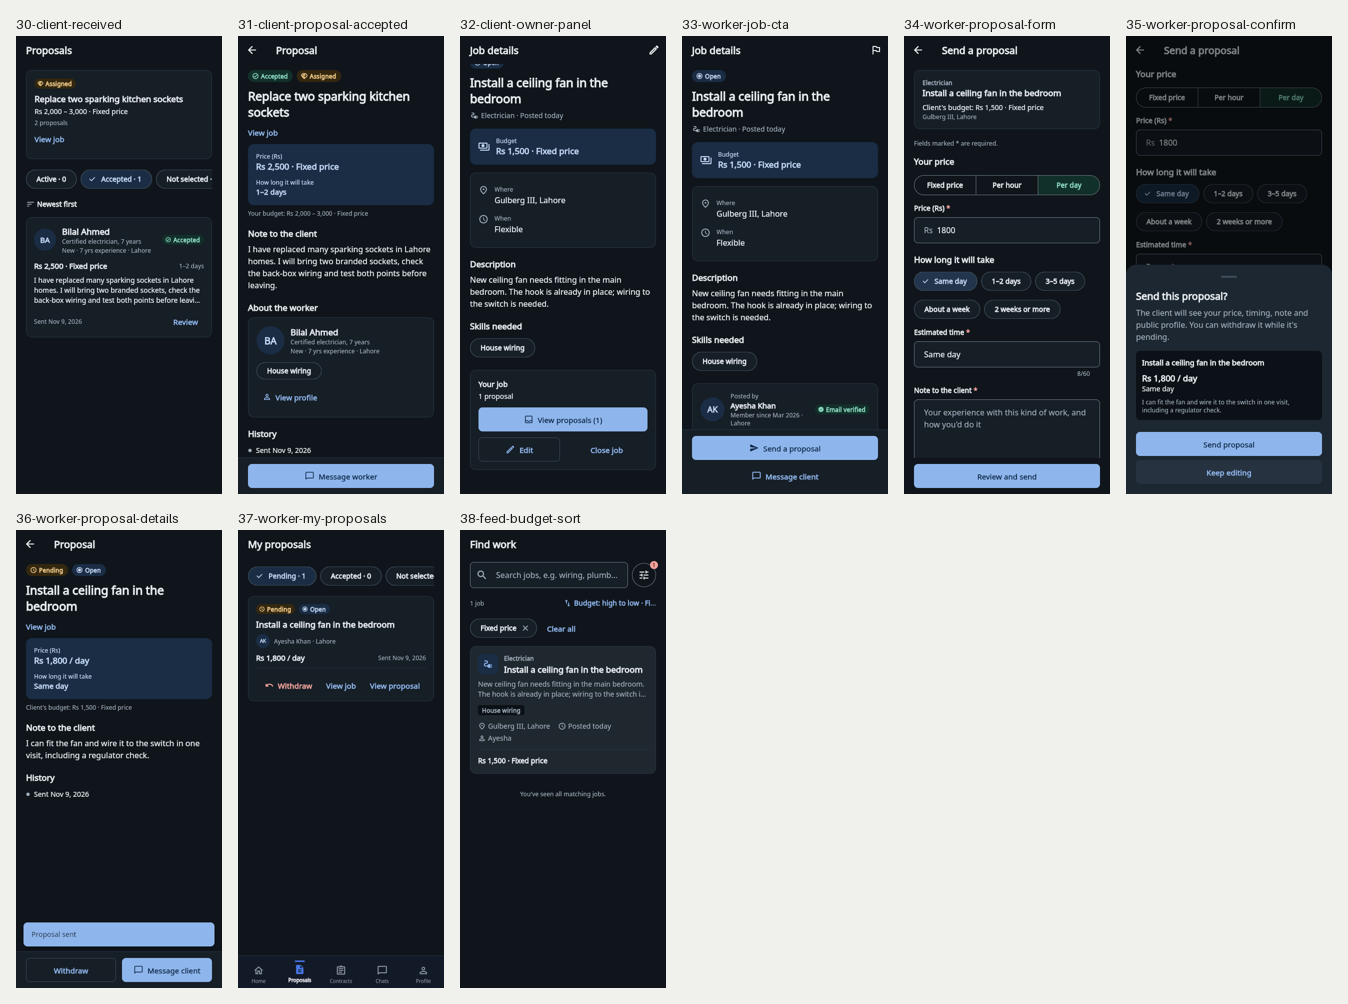 30-client-received
Proposals
Assigned
Replace two sparking kitchen sockets
Rs 2,000 – 3,000 · Fixed price
2 proposals
View job
Active · 0
Accepted · 1
Not selected ·
Newest first
BA
Bilal Ahmed
Certified electrician, 7 years
New · 7 yrs experience · Lahore
Accepted
Rs 2,500 · Fixed price
1–2 days
I have replaced many sparking sockets in Lahore
homes. I will bring two branded sockets, check the
back-box wiring and test both points before leavi...
Sent Nov 9, 2026
Review
31-client-proposal-accepted
Proposal
Accepted
Assigned
Replace two sparking kitchen
sockets
View job
Price (Rs)
Rs 2,500 · Fixed price
How long it will take
1–2 days
Your budget: Rs 2,000 – 3,000 · Fixed price
Note to the client
I have replaced many sparking sockets in Lahore
homes. I will bring two branded sockets, check
the back-box wiring and test both points before
leaving.
About the worker
BA
Bilal Ahmed
Certified electrician, 7 years
New · 7 yrs experience · Lahore
House wiring
View profile
History
Sent Nov 9, 2026
Message worker
32-client-owner-panel
Job details
Open
Install a ceiling fan in the
bedroom
Electrician · Posted today
Budget
Rs 1,500 · Fixed price
Where
Gulberg III, Lahore
When
Flexible
Description
New ceiling fan needs fitting in the main
bedroom. The hook is already in place; wiring to
the switch is needed.
Skills needed
House wiring
Your job
1 proposal
View proposals (1)
Edit
Close job
33-worker-job-cta
Job details
Open
Install a ceiling fan in the
bedroom
Electrician · Posted today
Budget
Rs 1,500 · Fixed price
Where
Gulberg III, Lahore
When
Flexible
Description
New ceiling fan needs fitting in the main
bedroom. The hook is already in place; wiring to
the switch is needed.
Skills needed
House wiring
AK
Posted by
Ayesha Khan
Member since Mar 2026 ·
Lahore
Email verified
Send a proposal
Message client
34-worker-proposal-form
Send a proposal
Electrician
Install a ceiling fan in the bedroom
Client's budget: Rs 1,500 · Fixed price
Gulberg III, Lahore
Fields marked * are required.
Your price
Fixed price
Per hour
Per day
Price (Rs) *
Rs 1800
How long it will take
Same day
1–2 days
3–5 days
About a week
2 weeks or more
Estimated time *
Same day
8/60
Note to the client *
Your experience with this kind of work, and
how you'd do it
Review and send
35-worker-proposal-confirm
Send a proposal
Your price
Fixed price
Per hour
Per day
Price (Rs) *
Rs 1800
How long it will take
Same day
1–2 days
3–5 days
About a week
2 weeks or more
Estimated time *
Send this proposal?
The client will see your price, timing, note and
public profile. You can withdraw it while it's
pending.
Install a ceiling fan in the bedroom
Rs 1,800 / day
Same day
I can fit the fan and wire it to the switch in one visit,
including a regulator check.
Send proposal
Keep editing
36-worker-proposal-details
Proposal
Pending
Open
Install a ceiling fan in the
bedroom
View job
Price (Rs)
Rs 1,800 / day
How long it will take
Same day
Client's budget: Rs 1,500 · Fixed price
Note to the client
I can fit the fan and wire it to the switch in one
visit, including a regulator check.
History
Sent Nov 9, 2026
Proposal sent
Withdraw
Message client
37-worker-my-proposals
My proposals
Pending · 1
Accepted · 0
Not selecte
Pending
Open
Install a ceiling fan in the bedroom
AK
Ayesha Khan · Lahore
Rs 1,800 / day
Sent Nov 9, 2026
Withdraw
View job
View proposal
Home
Proposals
Contracts
Chats
Profile
38-feed-budget-sort
Find work
Search jobs, e.g. wiring, plumb...
1
1 job
Budget: high to low · Fi...
Fixed price
Clear all
Electrician
Install a ceiling fan in the bedroom
New ceiling fan needs fitting in the main bedroom.
The hook is already in place; wiring to the switch i...
House wiring
Gulberg III, Lahore
Posted today
Ayesha
Rs 1,500 · Fixed price
You've seen all matching jobs.